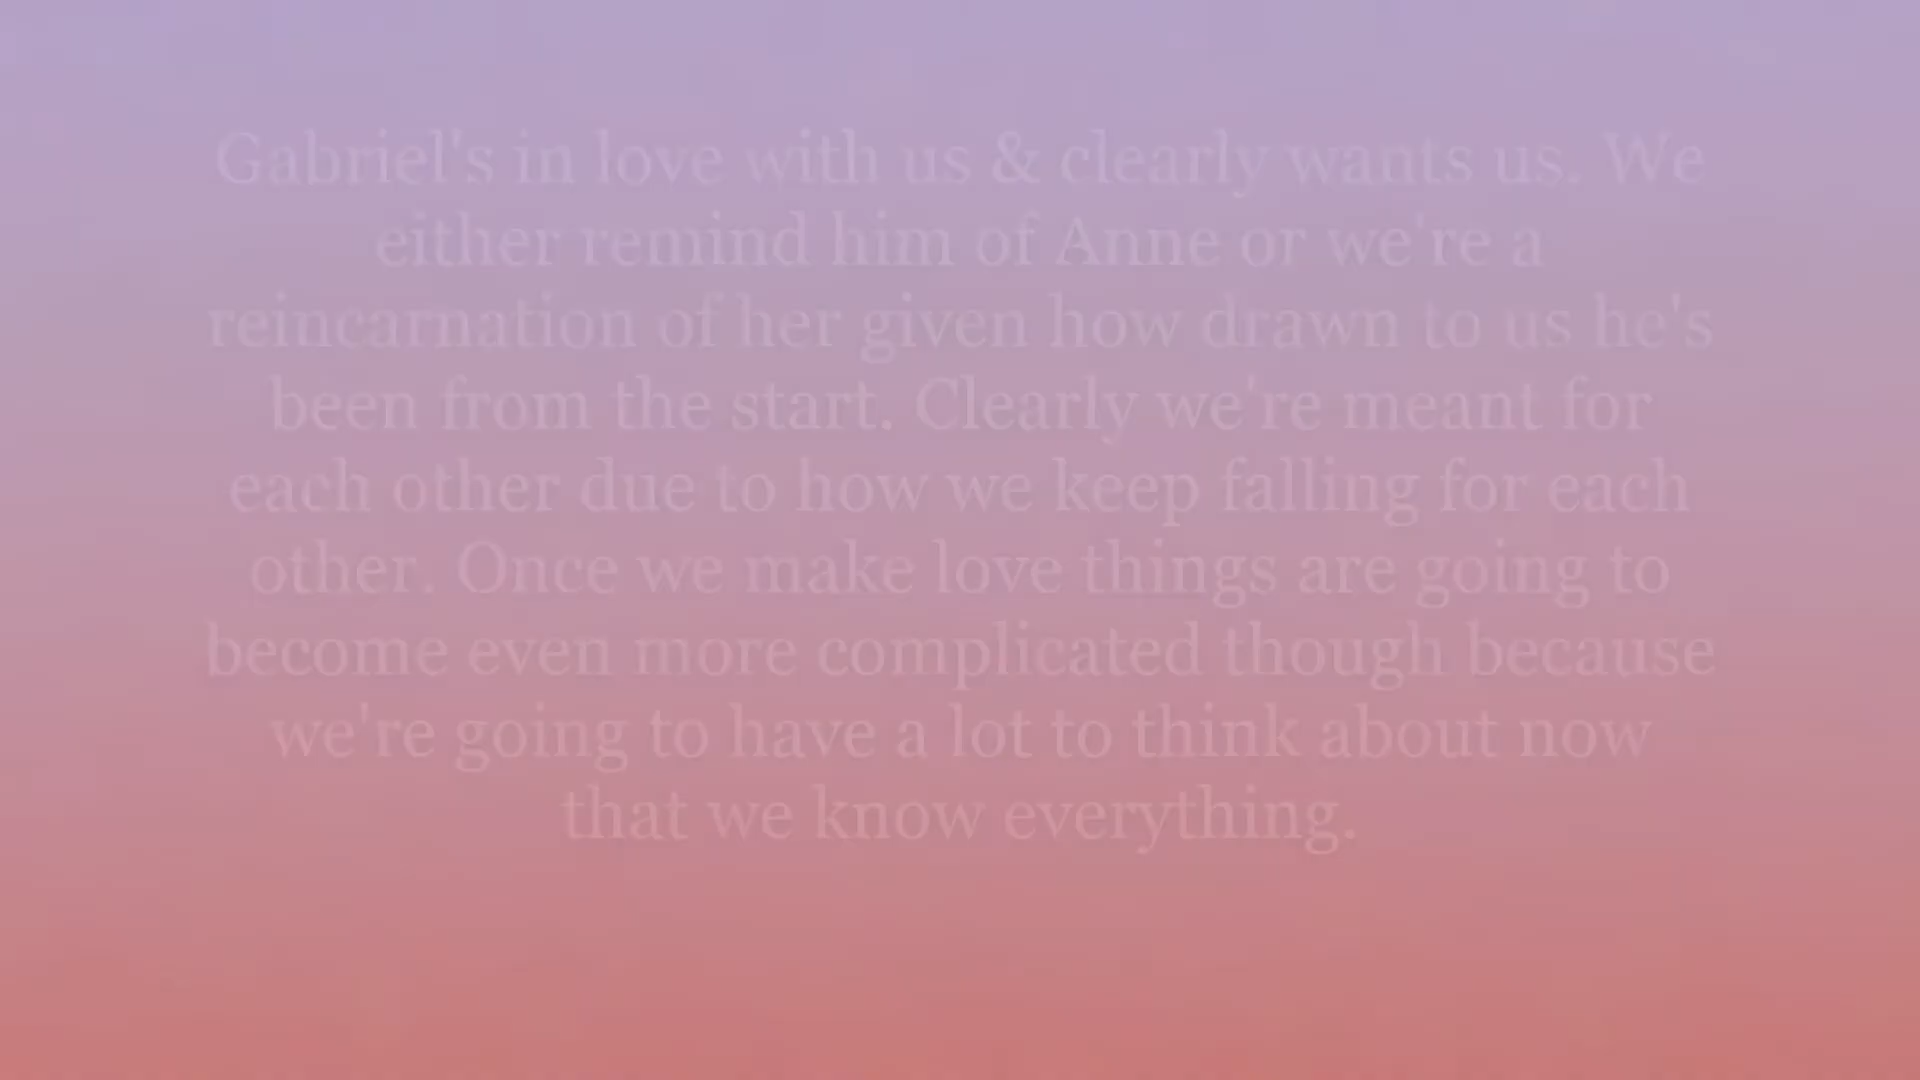 Gabriel's in love with us & clearly wants us. We
either remind him of Anne or we're a
reincarnation of her given how drawn to us he's
been from the start. Clearly we're meant for
each other due to how we keep falling for each
other. Once we make love things are going to
become even more complicated though because
we're going to have a lot to think about now
that we know everything.